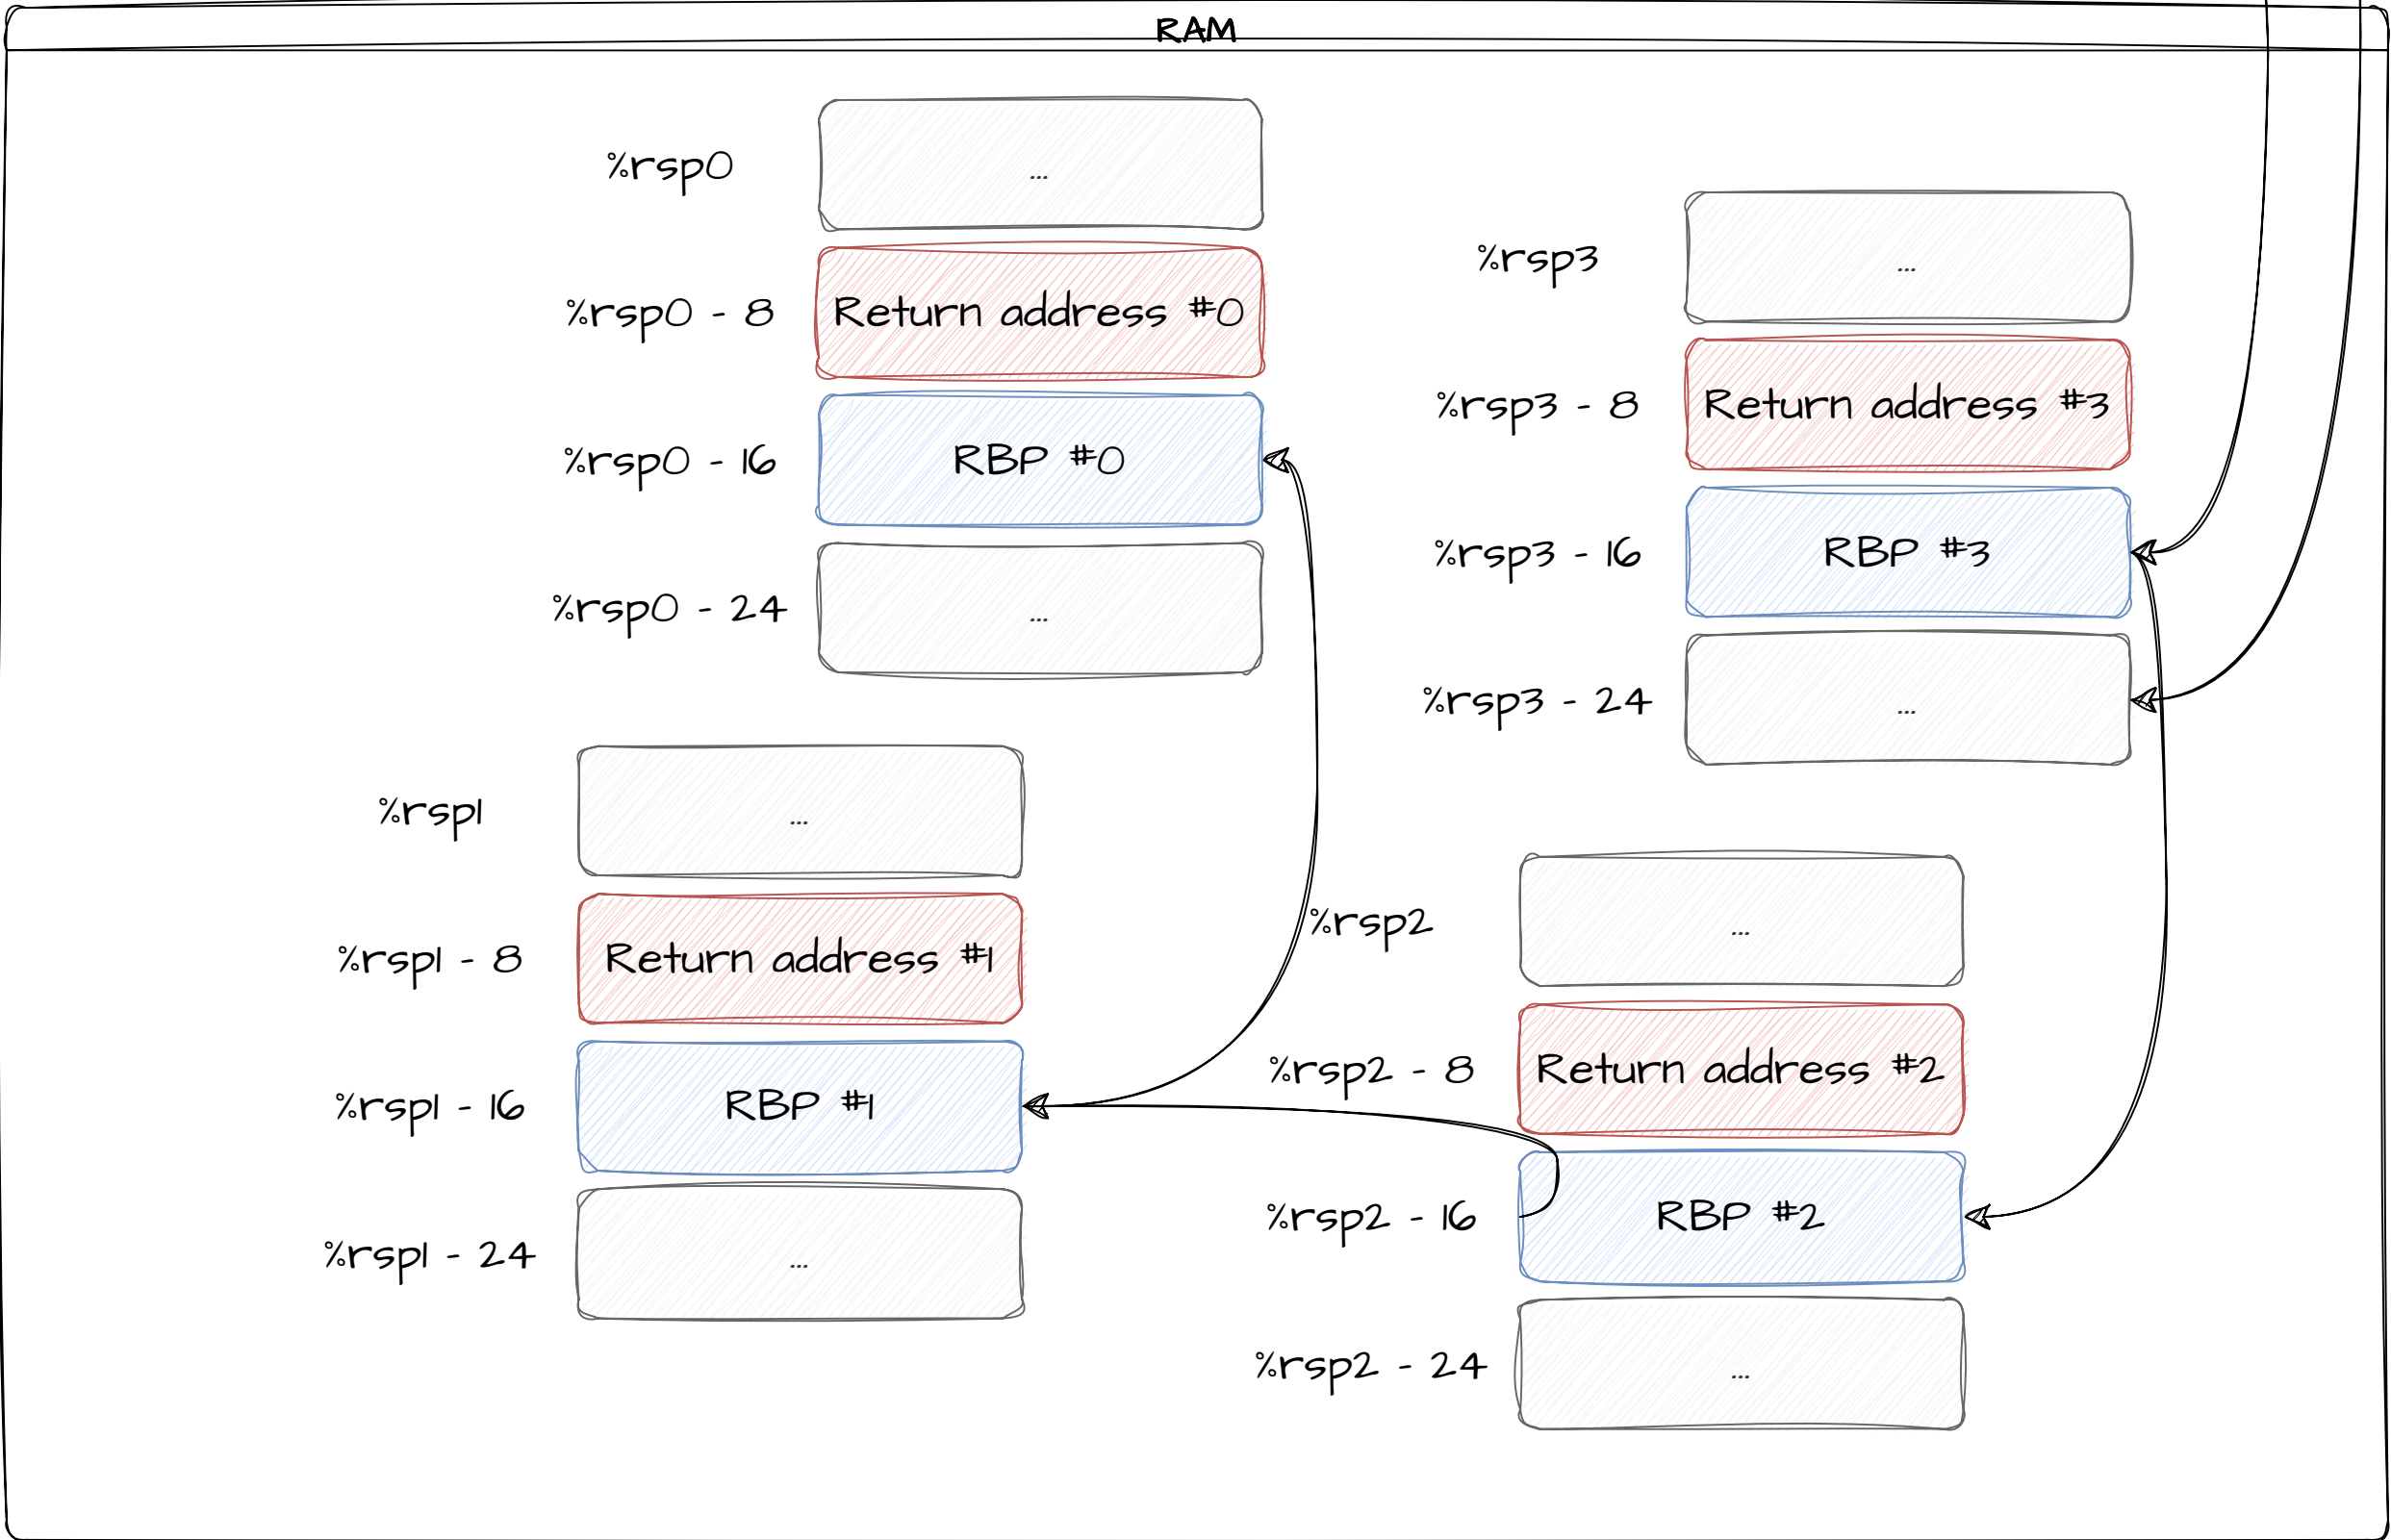 RAM
%rsp0
...
%rsp0 - 8
Return address #0
%rsp0 - 16
RBP #0
%rsp0 - 24
...
%rsp3
...
%rsp3 - 8
Return address #3
%rsp3 - 16
RBP #3
%rsp3 - 24
...
%rsp1
...
%rsp1 - 8
Return address #1
%rsp1 - 16
RBP #1
%rsp1 - 24
...
%rsp2
...
%rsp2 - 8
Return address #2
%rsp2 - 16
RBP #2
%rsp2 - 24
...